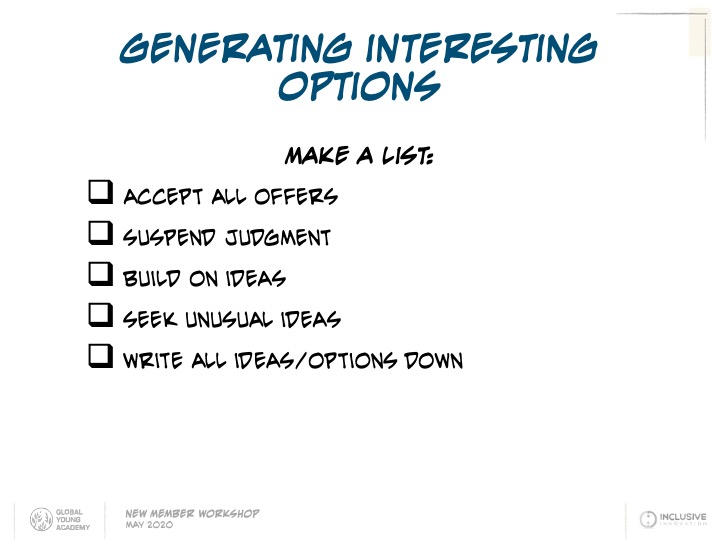 GENERATING INTERESTING
OPTIONS
MAKE A LIST:
ACCEPT ALL OFFERS
SUSPEND JUDGMENT
BUILD ON IDEAS
SEEK UNUSUAL IDEAS
WRITE ALL IDEAS/OPTIONS DOWN
GLOBAL
YOUNG
ACADEMY
NEW MEMBER WORKSHOP
MAY 2020
INCLUSIVE
INNOVATION